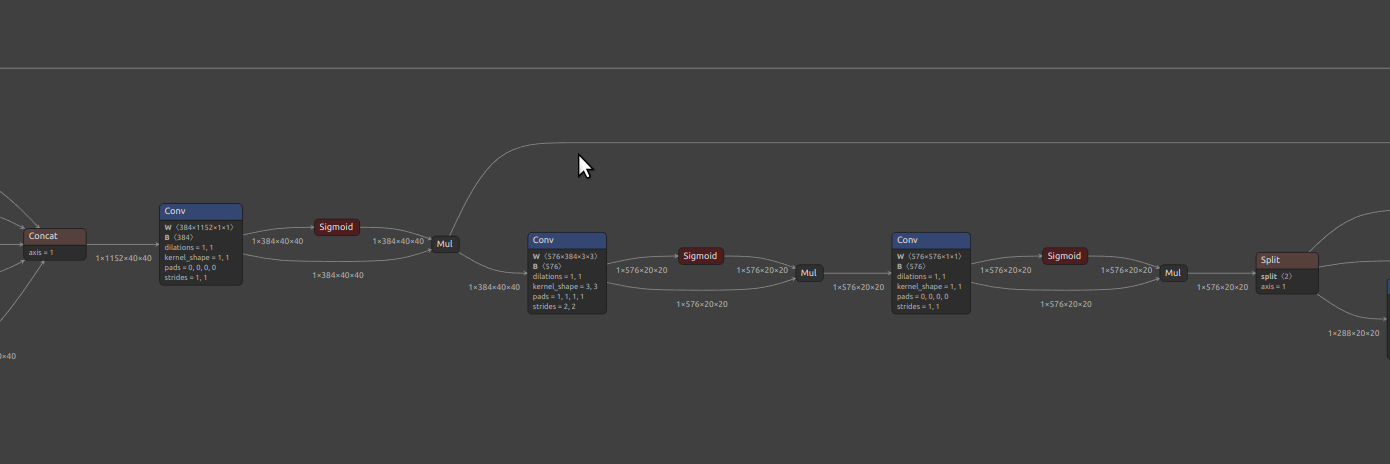 Concat
axis = 1
1×1152×40×40
Conv
W ⟨384×1152×1×1⟩
B ⟨384⟩
dilations = 1, 1
kernel_shape = 1, 1
pads = 0, 0, 0, 0
strides = 1, 1
1×384×40×40
Sigmoid
1×384×40×40
1×384×40×40
Mul
1×384×40×40
Conv
W ⟨576×384×3×3⟩
B ⟨576⟩
dilations = 1, 1
kernel_shape = 3, 3
pads = 1, 1, 1, 1
strides = 2, 2
1×576×20×20
Sigmoid
1×576×20×20
1×576×20×20
Mul
1×576×20×20
Conv
W ⟨576×576×1×1⟩
B ⟨576⟩
dilations = 1, 1
kernel_shape = 1, 1
pads = 0, 0, 0, 0
strides = 1, 1
1×576×20×20
Sigmoid
1×576×20×20
1×576×20×20
Mul
1×576×20×20
Split
split ⟨2⟩
axis = 1
1×288×20×20
×40